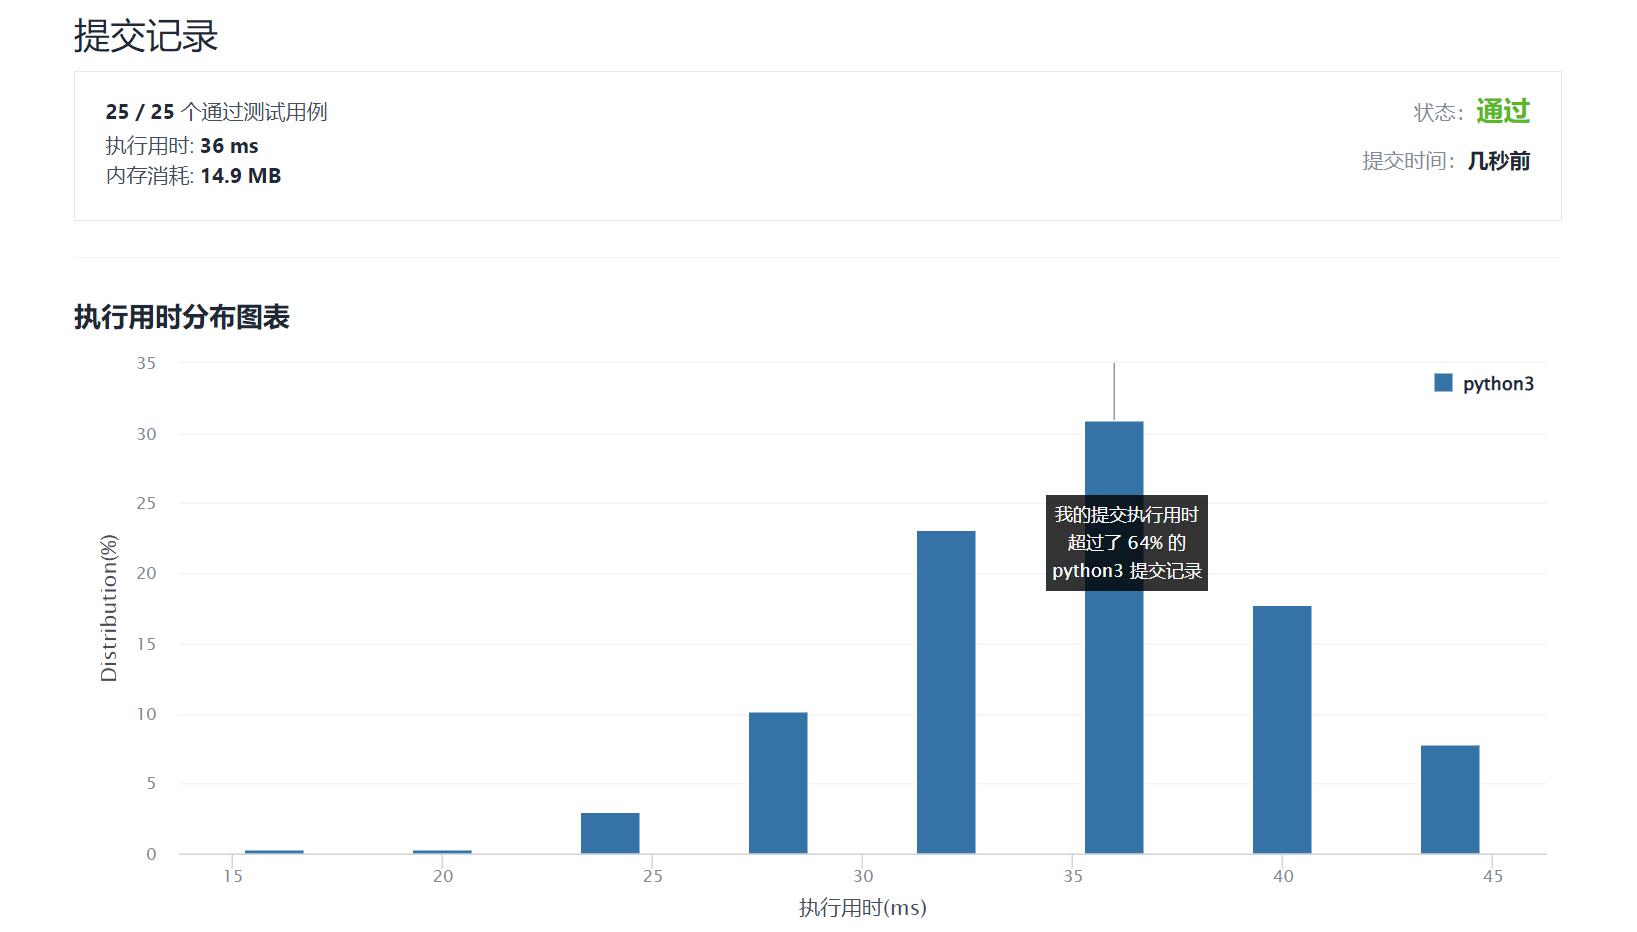 提交记录
25 / 25 个通过测试用例
状态：通过
执行用时: 36 ms
提交时间：几秒前
内存消耗: 14.9 MB
执行用时分布图表
35
30
25
20
15
10
5
0
Distribution(%)
python3
我的提交执行用时
超过了 64% 的
python3 提交记录
15 20 25 30 35 40 45
执行用时(ms)